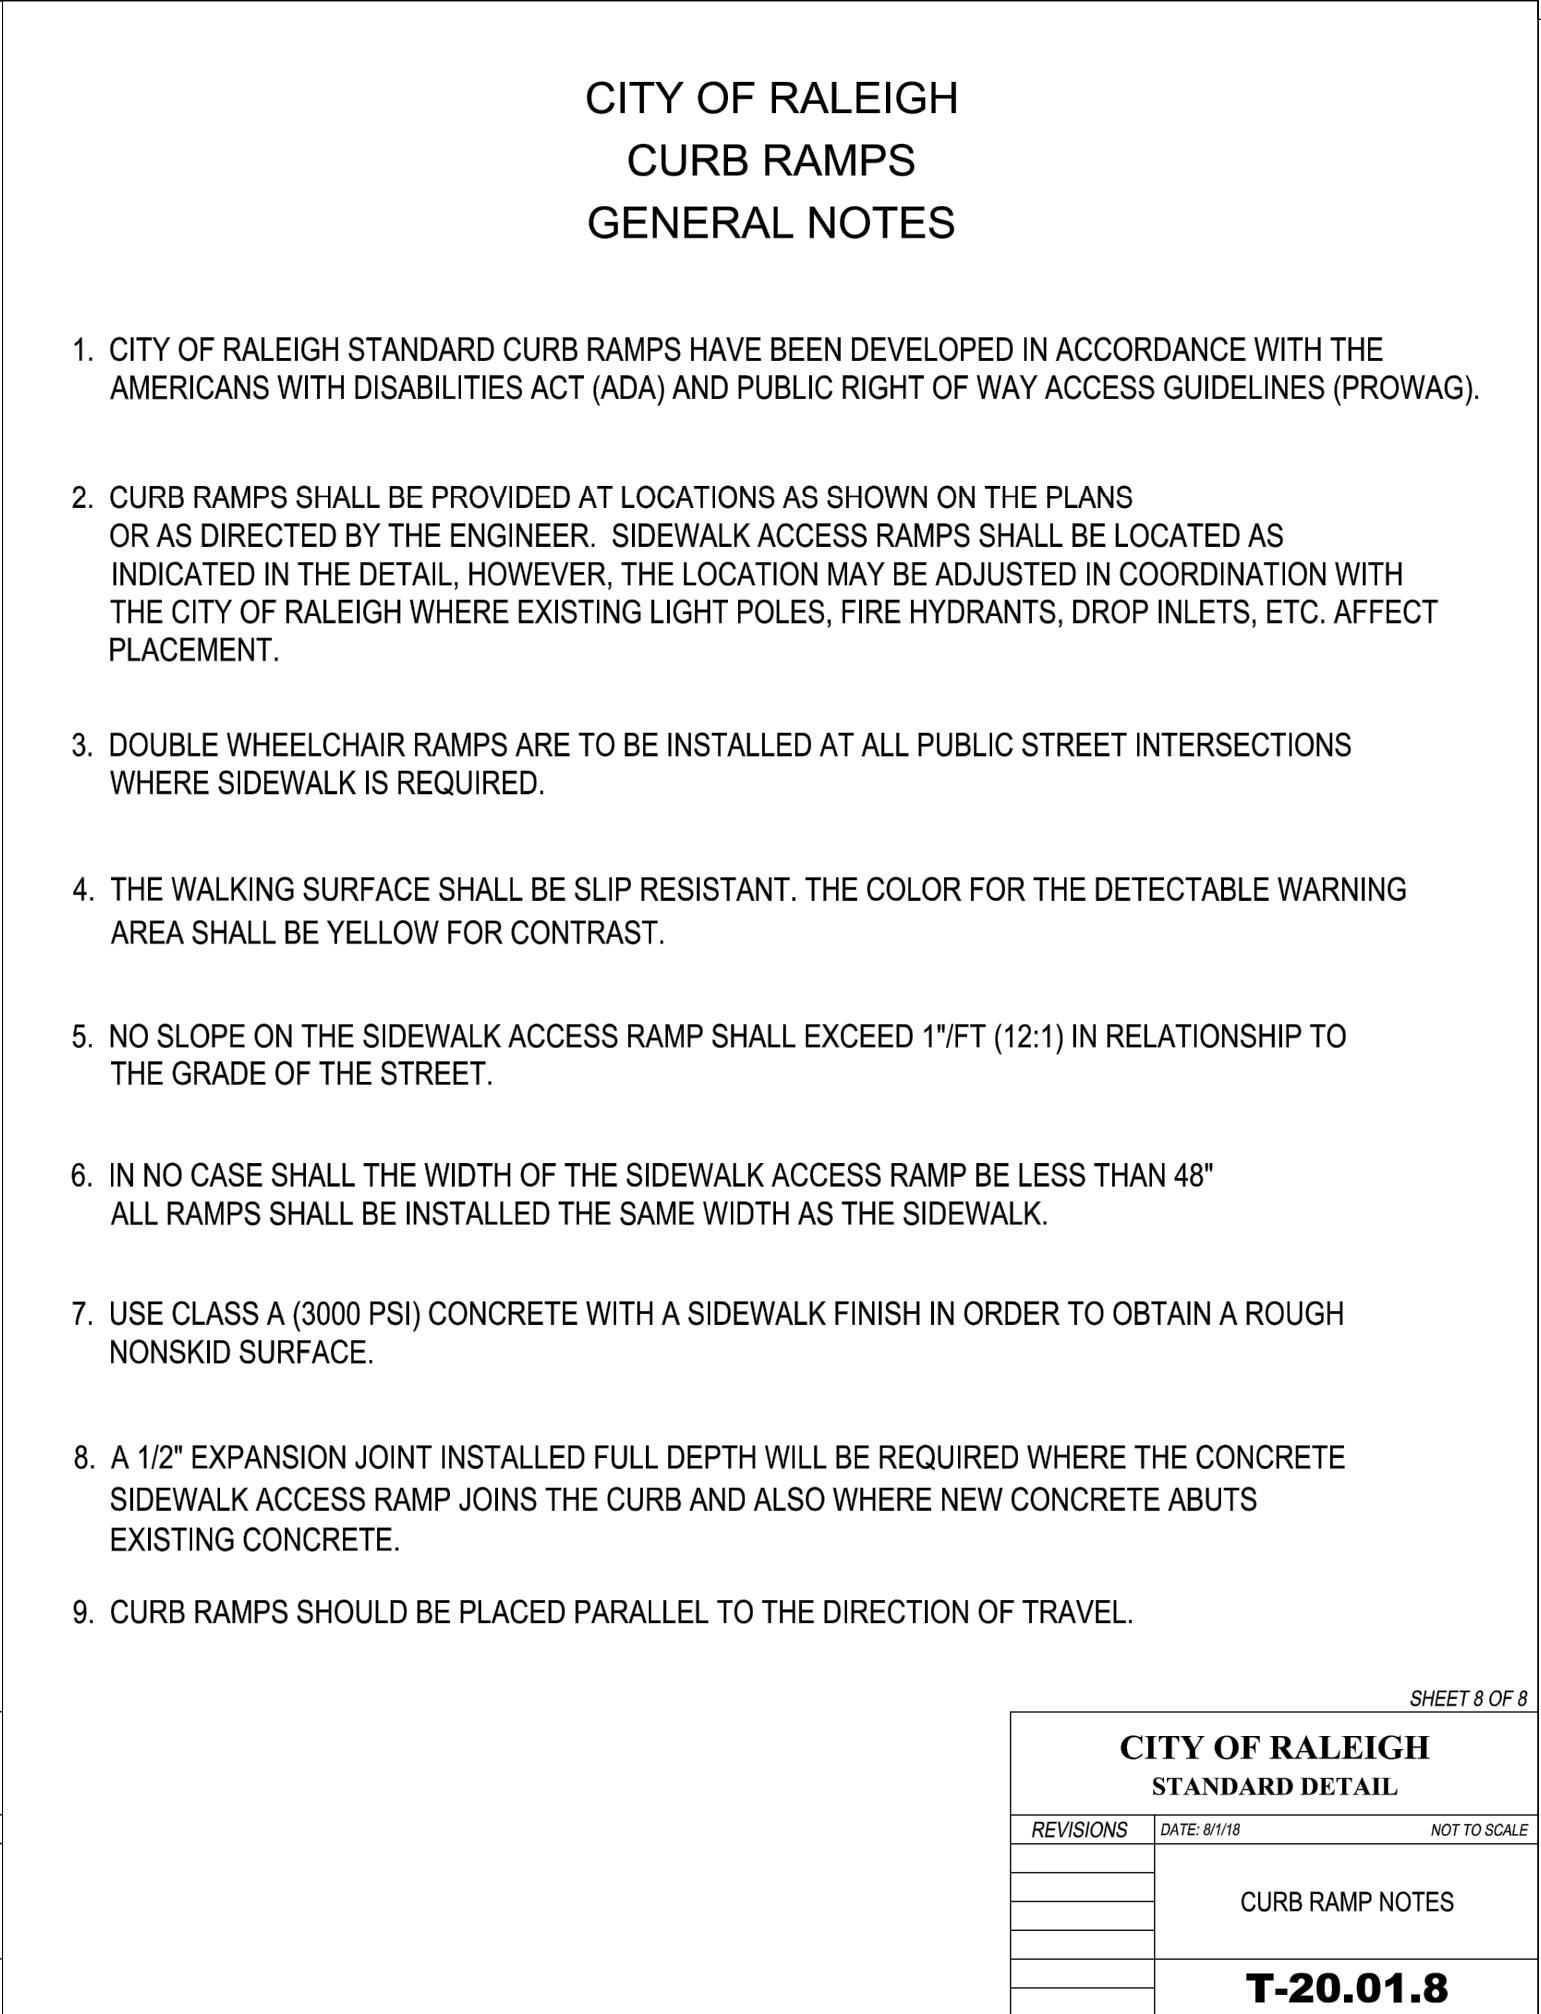 CITY OF RALEIGH
CURB RAMPS
GENERAL NOTES
1. CITY OF RALEIGH STANDARD CURB RAMPS HAVE BEEN DEVELOPED IN ACCORDANCE WITH THE
AMERICANS WITH DISABILITIES ACT (ADA) AND PUBLIC RIGHT OF WAY ACCESS GUIDELINES (PROWAG).
2. CURB RAMPS SHALL BE PROVIDED AT LOCATIONS AS SHOWN ON THE PLANS
OR AS DIRECTED BY THE ENGINEER. SIDEWALK ACCESS RAMPS SHALL BE LOCATED AS
INDICATED IN THE DETAIL, HOWEVER, THE LOCATION MAY BE ADJUSTED IN COORDINATION WITH
THE CITY OF RALEIGH WHERE EXISTING LIGHT POLES, FIRE HYDRANTS, DROP INLETS, ETC. AFFECT
PLACEMENT.
3. DOUBLE WHEELCHAIR RAMPS ARE TO BE INSTALLED AT ALL PUBLIC STREET INTERSECTIONS
WHERE SIDEWALK IS REQUIRED.
4. THE WALKING SURFACE SHALL BE SLIP RESISTANT. THE COLOR FOR THE DETECTABLE WARNING
AREA SHALL BE YELLOW FOR CONTRAST.
5. NO SLOPE ON THE SIDEWALK ACCESS RAMP SHALL EXCEED 1"/FT (12:1) IN RELATIONSHIP TO
THE GRADE OF THE STREET.
6. IN NO CASE SHALL THE WIDTH OF THE SIDEWALK ACCESS RAMP BE LESS THAN 48"
ALL RAMPS SHALL BE INSTALLED THE SAME WIDTH AS THE SIDEWALK.
7. USE CLASS A (3000 PSI) CONCRETE WITH A SIDEWALK FINISH IN ORDER TO OBTAIN A ROUGH
NONSKID SURFACE.
8. A 1/2" EXPANSION JOINT INSTALLED FULL DEPTH WILL BE REQUIRED WHERE THE CONCRETE
SIDEWALK ACCESS RAMP JOINS THE CURB AND ALSO WHERE NEW CONCRETE ABUTS
EXISTING CONCRETE.
9. CURB RAMPS SHOULD BE PLACED PARALLEL TO THE DIRECTION OF TRAVEL.
SHEET 8 OF 8
CITY OF RALEIGH
STANDARD DETAIL
REVISIONS DATE: 8/1/18 NOT TO SCALE
CURB RAMP NOTES
T-20.01.8